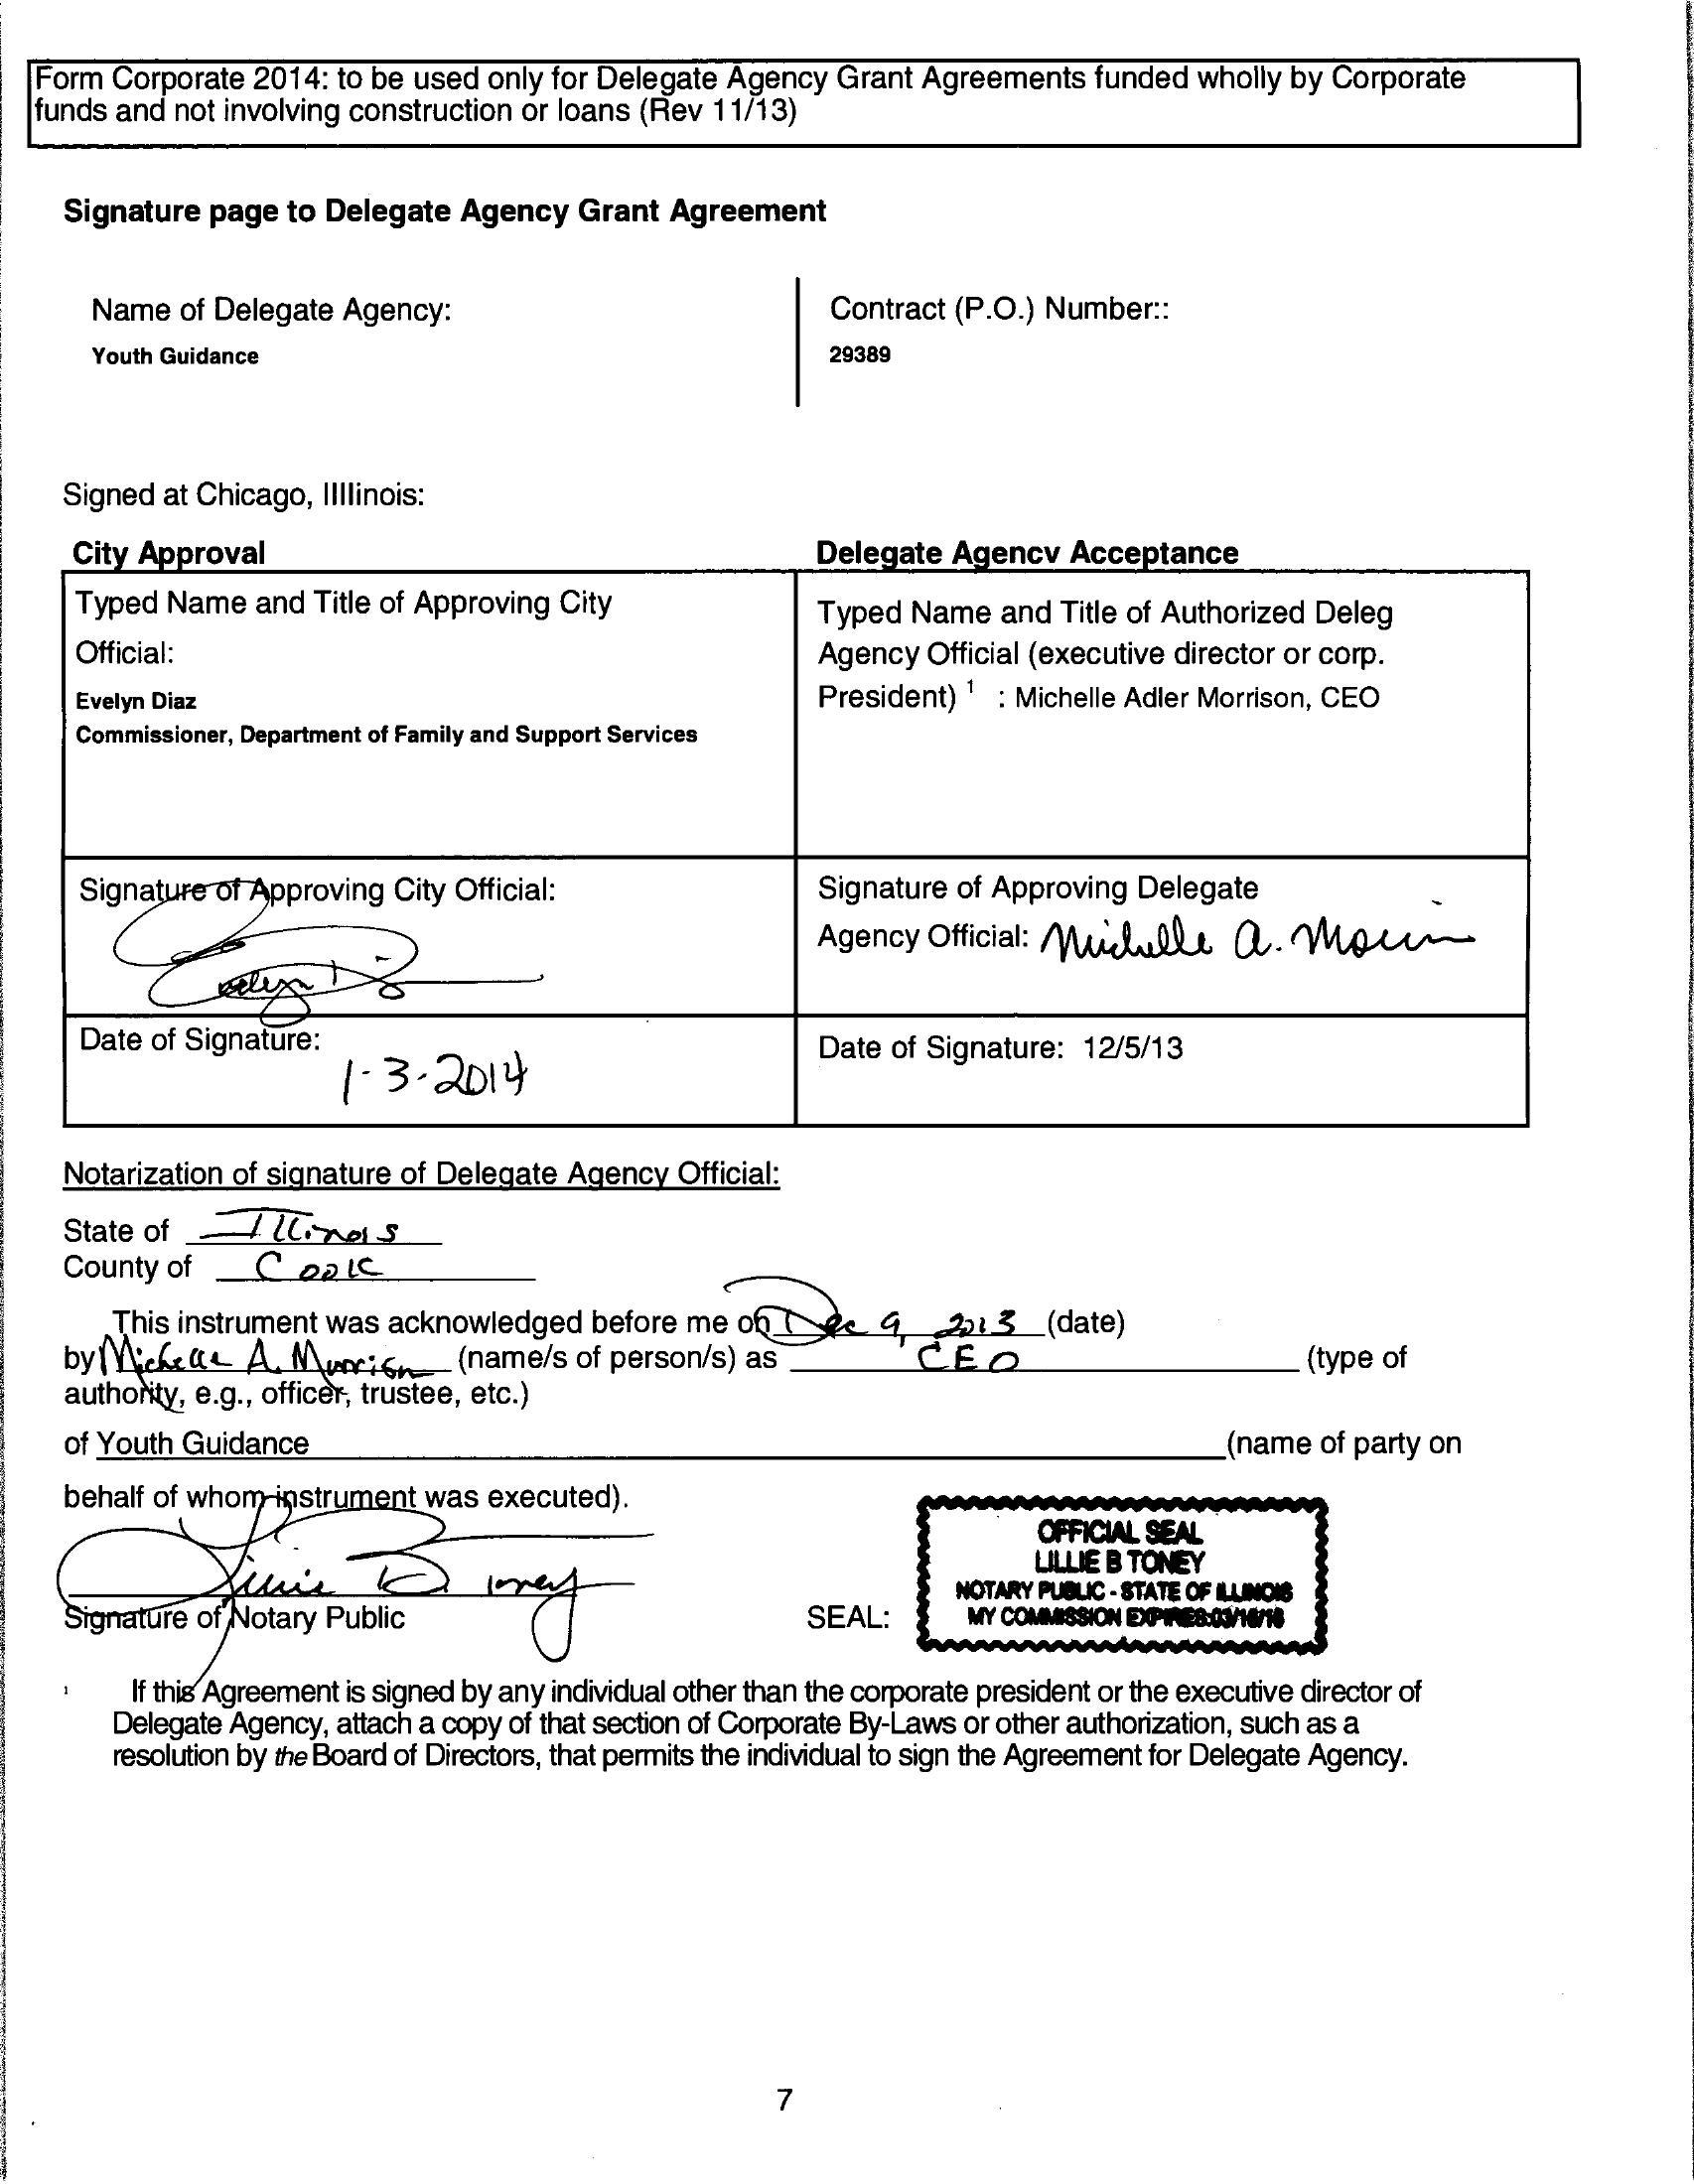 Form Corporate 2014: to be used only for Delegate Agency Grant Agreements funded wholly by Corporate
funds and not involving construction or loans (Rev 11/13)
Signature page to Delegate Agency Grant Agreement
Name of Delegate Agency:
Youth Guidance
Contract (P.O.) Number::
29389
Signed at Chicago, Illlinois:
City Approval
Typed Name and Title of Approving City
Official:
Evelyn Diaz
Commissioner, Department of Family and Support Services
Signature of Approving City Official:
Evelyn Diaz
Date of Signature:
1-3-2014
Delegate Agency Acceptance
Typed Name and Title of Authorized Deleg
Agency Official (executive director or corp.
President) 1 : Michelle Adler Morrison, CEO
Signature of Approving Delegate
Agency Official: Michelle A. Morrison
Date of Signature: 12/5/13
Notarization of signature of Delegate Agency Official:
State of Illinois
County of Cook
This instrument was acknowledged before me on Dec 9, 2013 (date)
by Michelle A. Morrison (name/s of person/s) as CEO (type of
authority, e.g., officer, trustee, etc.)
of Youth Guidance (name of party on
behalf of whom instrument was executed).
Lillie B Toney
Signature of Notary Public
SEAL:
OFFICIAL SEAL
LILLIE B TONEY
NOTARY PUBLIC - STATE OF ILLINOIS
MY COMMISSION EXPIRES:03/16/16
1 If this Agreement is signed by any individual other than the corporate president or the executive director of
Delegate Agency, attach a copy of that section of Corporate By-Laws or other authorization, such as a
resolution by the Board of Directors, that permits the individual to sign the Agreement for Delegate Agency.
7